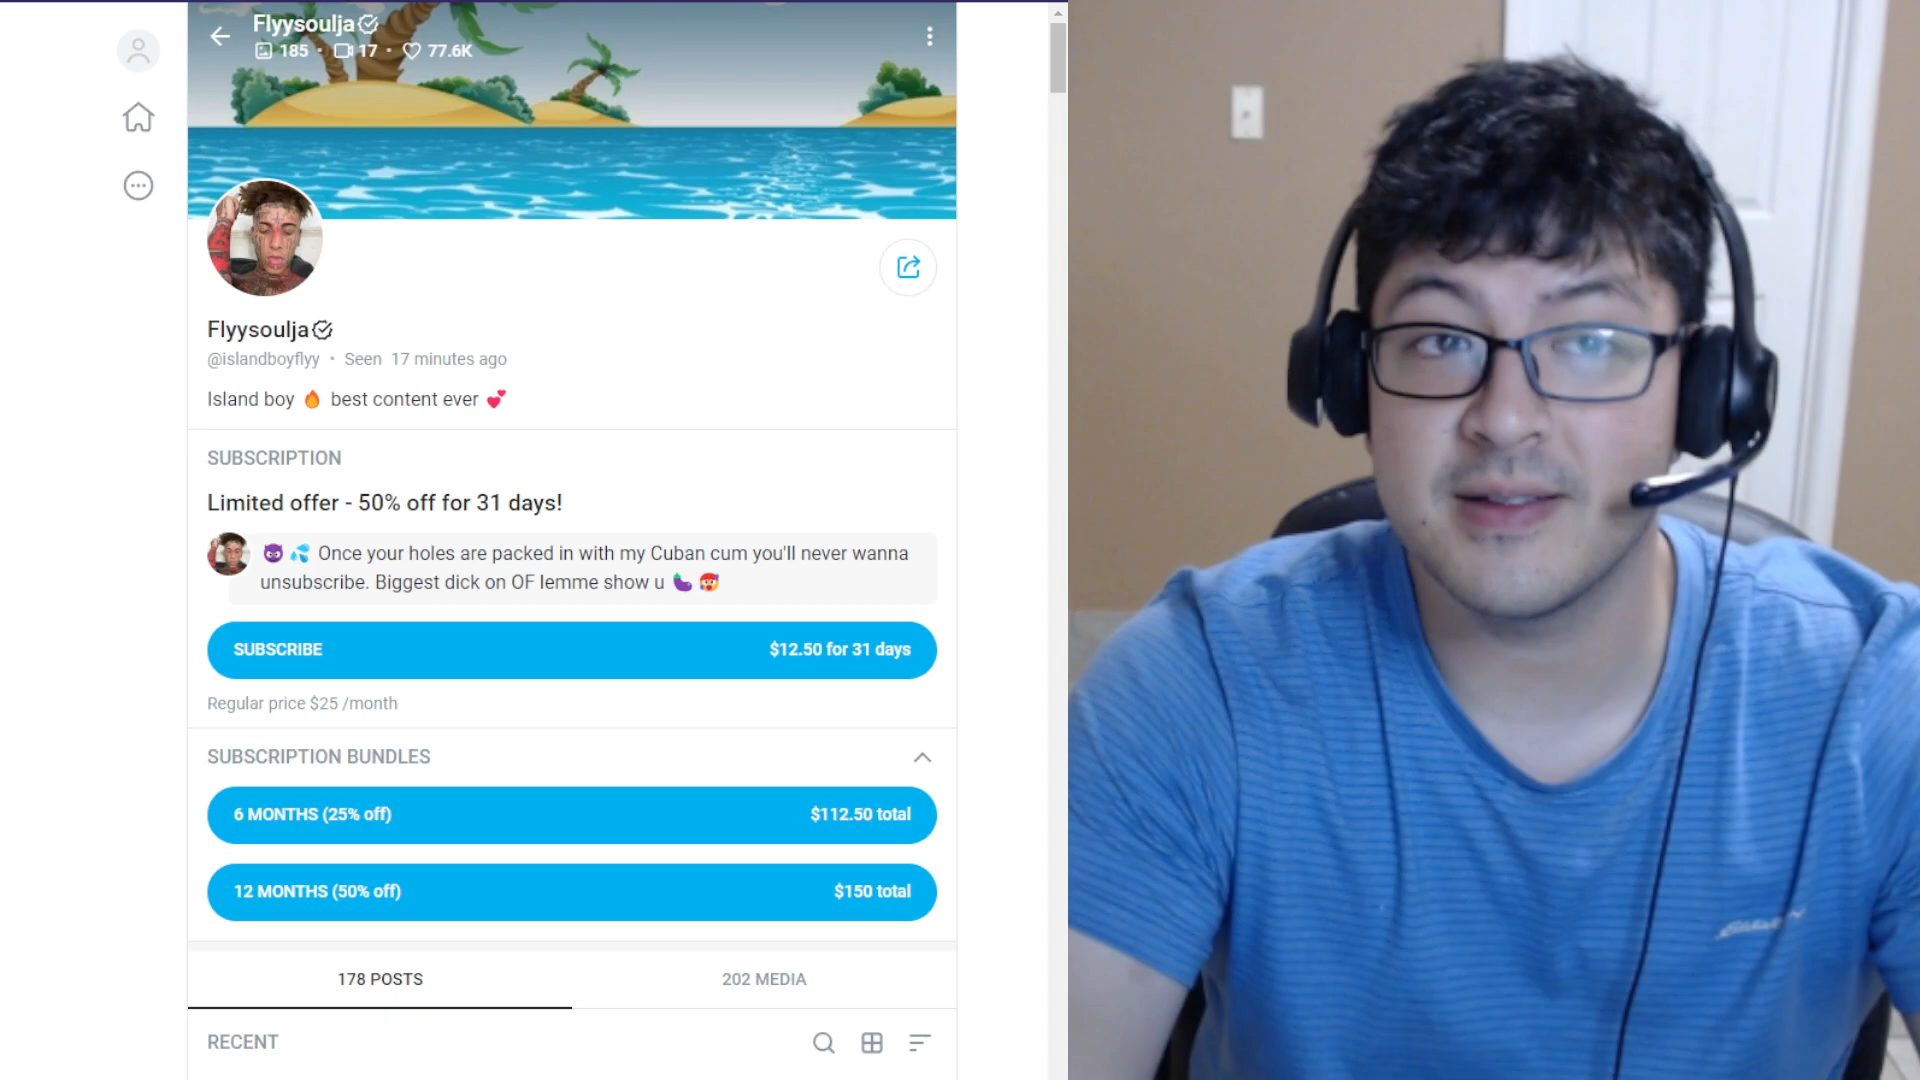 Flyysoulja
185 • 17 • 77.6K
Flyysoulja
@islandboyflyy • Seen 17 minutes ago
Island boy 🔥 best content ever 💕
SUBSCRIPTION
Limited offer - 50% off for 31 days!
😈 💦 Once your holes are packed in with my Cuban cum you'll never wanna
unsubscribe. Biggest dick on OF lemme show u 🍆 🥵
SUBSCRIBE $12.50 for 31 days
Regular price $25 /month
SUBSCRIPTION BUNDLES
6 MONTHS (25% off) $112.50 total
12 MONTHS (50% off) $150 total
178 POSTS 202 MEDIA
RECENT